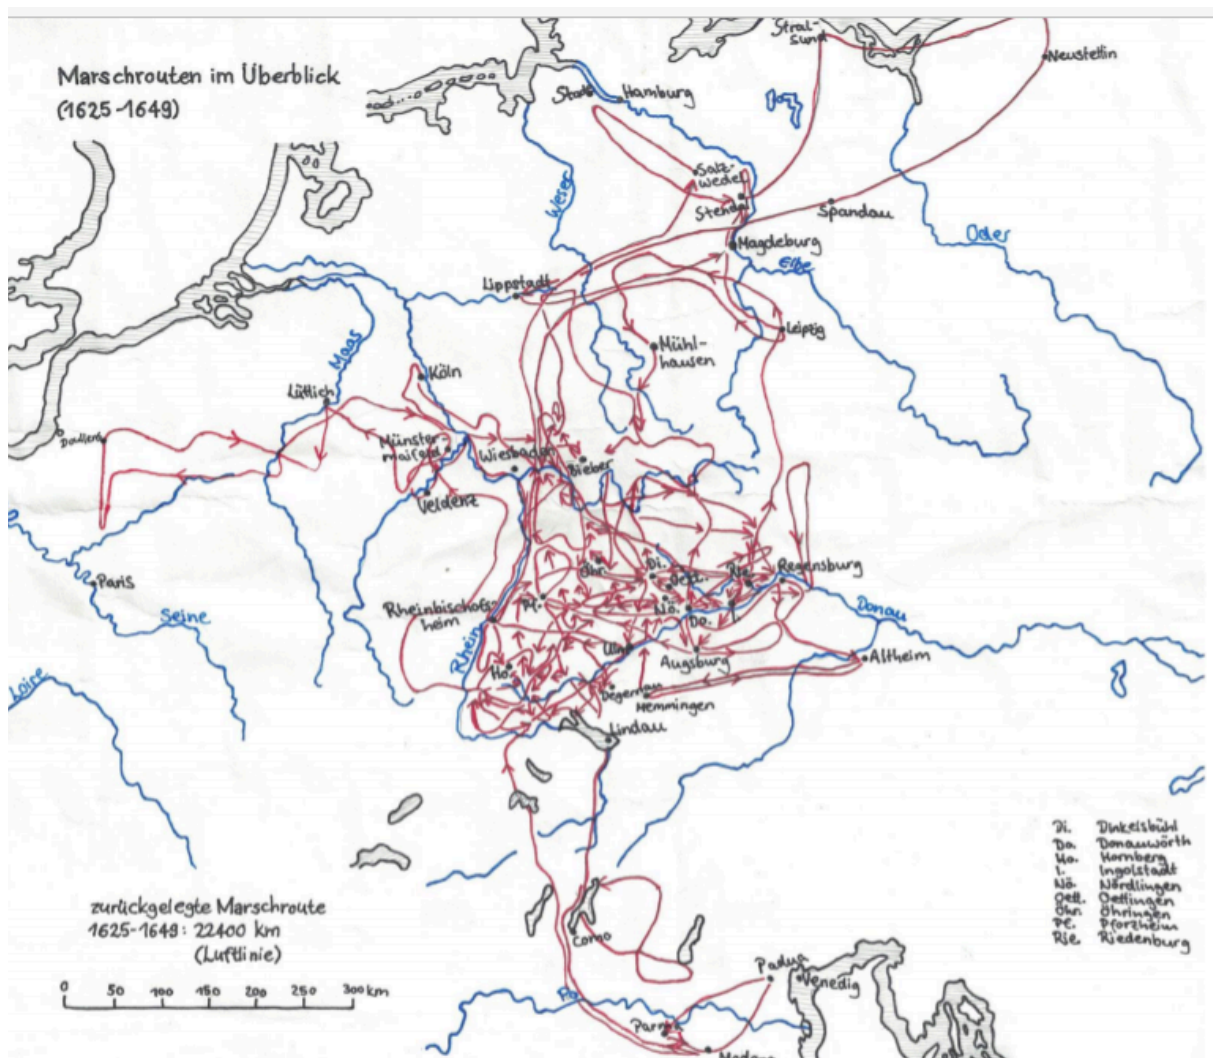 Marschrouten im Überblick
(1625-1649)
Stral-
sund
Neustettin
Stade
Hamburg
Salz-
wedel
Weser
Stendal
Spandau
Oder
Magdeburg
Elbe
Lippstadt
Leipzig
Mühl-
hausen
Maas
Köln
Lüttich
Doullens
Münster-
maifeld
Wiesbaden
Bieber
Veldenz
Paris
Seine
Öhr.
Di.
Oett.
Rie.
Regensburg
Rheinbischofs-
heim
Pf.
Nö.
Do.
I.
Donau
Rhein
Ulm
Augsburg
Altheim
Loire
Ho.
Degernau
Memmingen
Lindau
Di. Dinkelsbühl
Do. Donauwörth
Ho. Hornberg
I. Ingolstadt
Nö. Nördlingen
Oett. Oettingen
Öhr. Öhringen
Pf. Pforzheim
Rie. Riedenburg
zurückgelegte Marschroute
1625-1649: 22400 km
(Luftlinie)
0 50 100 150 200 250 300 km
Como
Padua
Venedig
Po
Parma
Modena